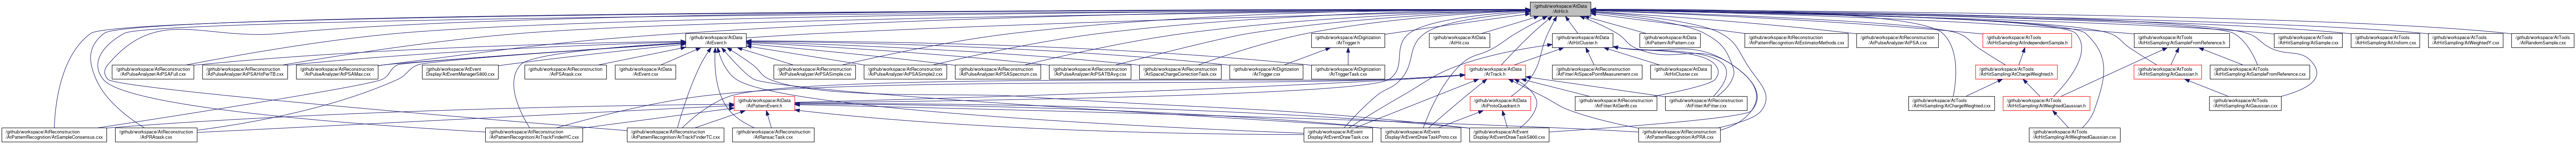 /github/workspace/AtData
/AtHit.h
/github/workspace/AtData
/AtEvent.h
/github/workspace/AtDigitization
/AtTrigger.h
/github/workspace/AtData
/AtHit.cxx
/github/workspace/AtData
/AtHitCluster.h
/github/workspace/AtData
/AtPattern/AtPattern.cxx
/github/workspace/AtReconstruction
/AtPatternRecognition/AtEstimatorMethods.cxx
/github/workspace/AtReconstruction
/AtPulseAnalyzer/AtPSA.cxx
/github/workspace/AtTools
/AtHitSampling/AtIndependentSample.h
/github/workspace/AtTools
/AtHitSampling/AtSampleFromReference.h
/github/workspace/AtTools
/AtHitSampling/AtSample.cxx
/github/workspace/AtTools
/AtHitSampling/AtUniform.cxx
/github/workspace/AtTools
/AtHitSampling/AtWeightedY.cxx
/github/workspace/AtTools
/AtRandomSample.cxx
/github/workspace/AtReconstruction
/AtPulseAnalyzer/AtPSAFull.cxx
/github/workspace/AtReconstruction
/AtPulseAnalyzer/AtPSAHitPerTB.cxx
/github/workspace/AtReconstruction
/AtPulseAnalyzer/AtPSAMax.cxx
/github/workspace/AtEvent
Display/AtEventManagerS800.cxx
/github/workspace/AtReconstruction
/AtPSAtask.cxx
/github/workspace/AtData
/AtEvent.cxx
/github/workspace/AtReconstruction
/AtPulseAnalyzer/AtPSASimple.cxx
/github/workspace/AtReconstruction
/AtPulseAnalyzer/AtPSASimple2.cxx
/github/workspace/AtReconstruction
/AtPulseAnalyzer/AtPSASpectrum.cxx
/github/workspace/AtReconstruction
/AtPulseAnalyzer/AtPSATBAvg.cxx
/github/workspace/AtReconstruction
/AtSpaceChargeCorrectionTask.cxx
/github/workspace/AtDigitization
/AtTrigger.cxx
/github/workspace/AtDigitization
/AtTriggerTask.cxx
/github/workspace/AtData
/AtTrack.h
/github/workspace/AtReconstruction
/AtFitter/AtSpacePointMeasurement.cxx
/github/workspace/AtData
/AtHitCluster.cxx
/github/workspace/AtTools
/AtHitSampling/AtChargeWeighted.h
/github/workspace/AtTools
/AtHitSampling/AtGaussian.h
/github/workspace/AtTools
/AtHitSampling/AtSampleFromReference.cxx
/github/workspace/AtData
/AtPatternEvent.h
/github/workspace/AtData
/AtProtoQuadrant.h
/github/workspace/AtReconstruction
/AtFitter/AtGenfit.cxx
/github/workspace/AtReconstruction
/AtFitter/AtFitter.cxx
/github/workspace/AtTools
/AtHitSampling/AtChargeWeighted.cxx
/github/workspace/AtTools
/AtHitSampling/AtWeightedGaussian.h
/github/workspace/AtTools
/AtHitSampling/AtGaussian.cxx
/github/workspace/AtReconstruction
/AtPatternRecognition/AtSampleConsensus.cxx
/github/workspace/AtReconstruction
/AtPRAtask.cxx
/github/workspace/AtReconstruction
/AtPatternRecognition/AtTrackFinderHC.cxx
/github/workspace/AtReconstruction
/AtPatternRecognition/AtTrackFinderTC.cxx
/github/workspace/AtReconstruction
/AtRansacTask.cxx
/github/workspace/AtEvent
Display/AtEventDrawTask.cxx
/github/workspace/AtEvent
Display/AtEventDrawTaskProto.cxx
/github/workspace/AtEvent
Display/AtEventDrawTaskS800.cxx
/github/workspace/AtReconstruction
/AtPatternRecognition/AtPRA.cxx
/github/workspace/AtTools
/AtHitSampling/AtWeightedGaussian.cxx